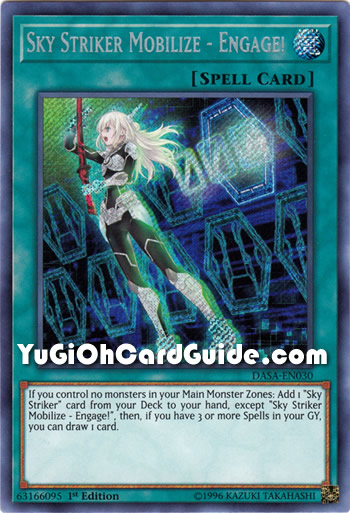 SKY STRIKER MOBILIZE - ENGAGE!
[SPELL CARD]
YuGiOhCardGuide.com
DASA-EN030
If you control no monsters in your Main Monster Zones: Add 1 "Sky
Striker" card from your Deck to your hand, except "Sky Striker
Mobilize - Engage!", then, if you have 3 or more Spells in your GY,
you can draw 1 card.
63166095 1st Edition ©1996 KAZUKI TAKAHASHI